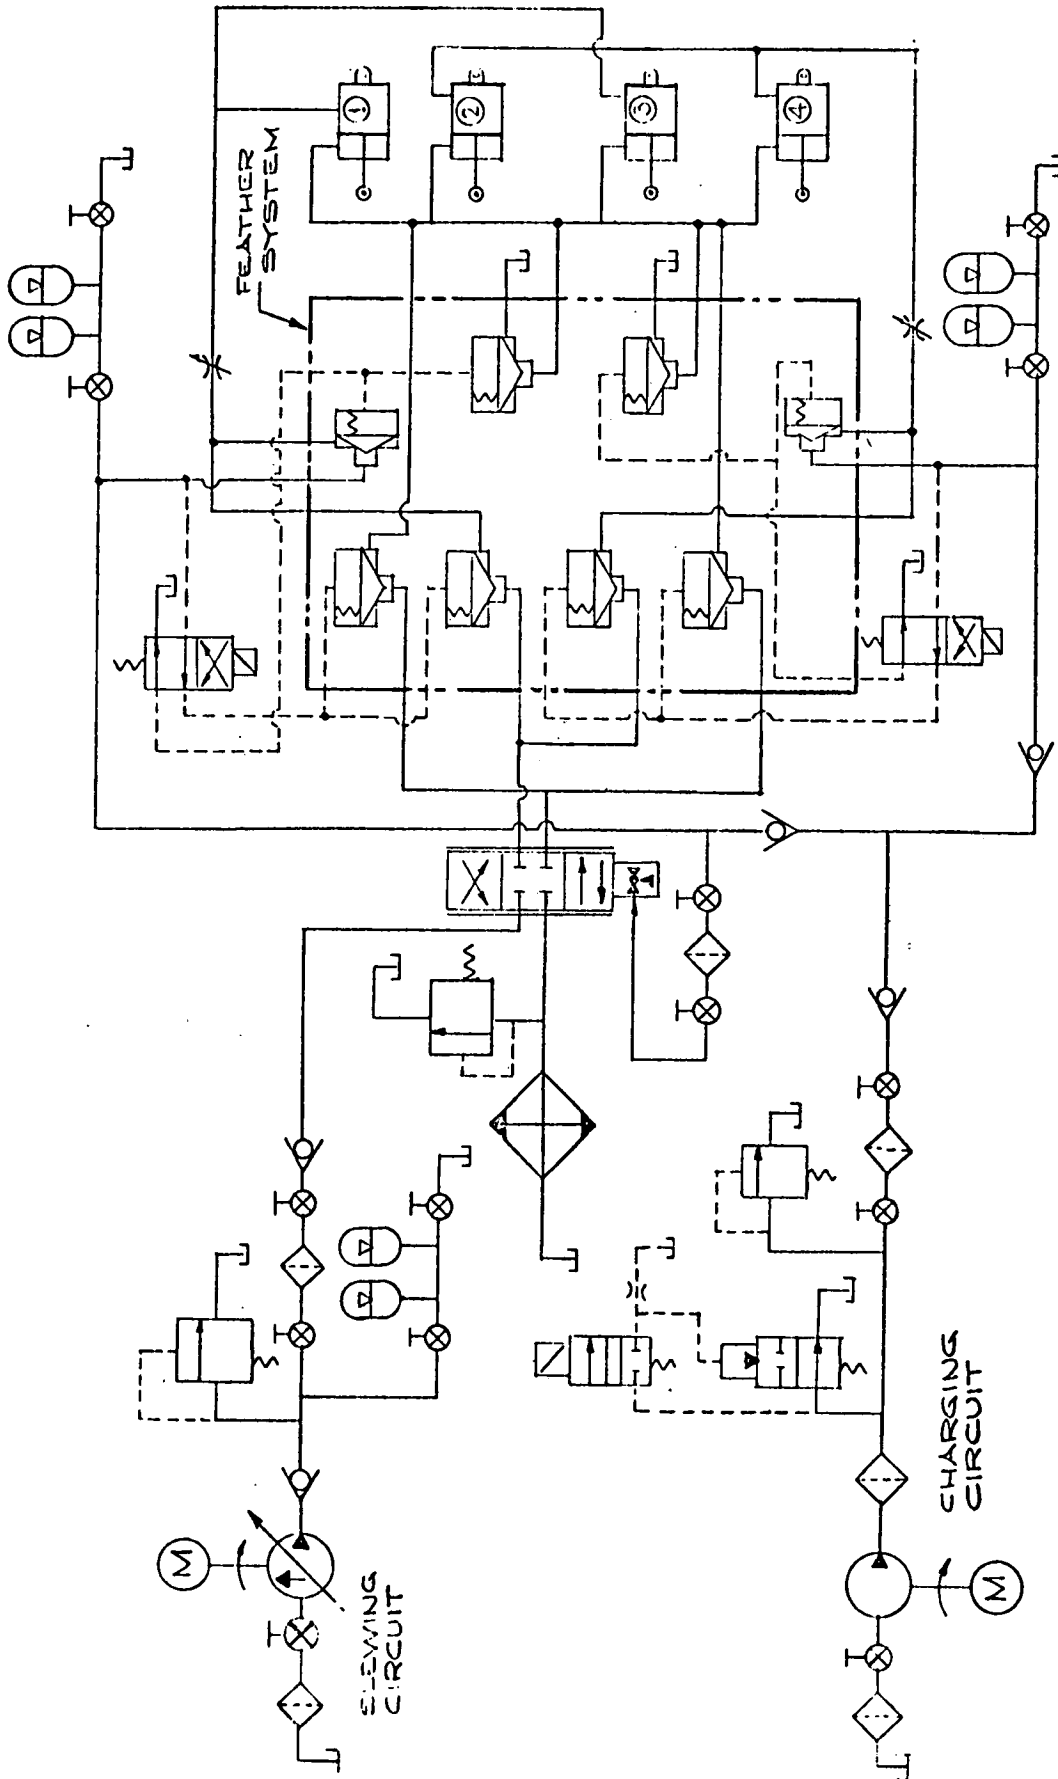 FEATHER
SYSTEM
1
2
3
4
M
SLEWING
CIRCUIT
CHARGING
CIRCUIT
M